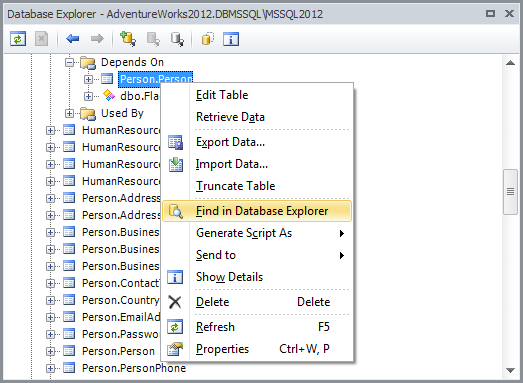 Database Explorer - AdventureWorks2012.DBMSSQL\MSSQL2012
Depends On
Person.Person
dbo.Fla
Used By
HumanResource
HumanResource
HumanResource
HumanResource
Person.Address
Person.Address
Person.Busines
Person.Busines
Person.ContactT
Person.Country
Person.EmailAd
Person.Passwo
Person.Person
Person.PersonPhone
Edit Table
Retrieve Data
Export Data...
Import Data...
Truncate Table
Find in Database Explorer
Generate Script As
Send to
Show Details
Delete Delete
Refresh F5
Properties Ctrl+W, P